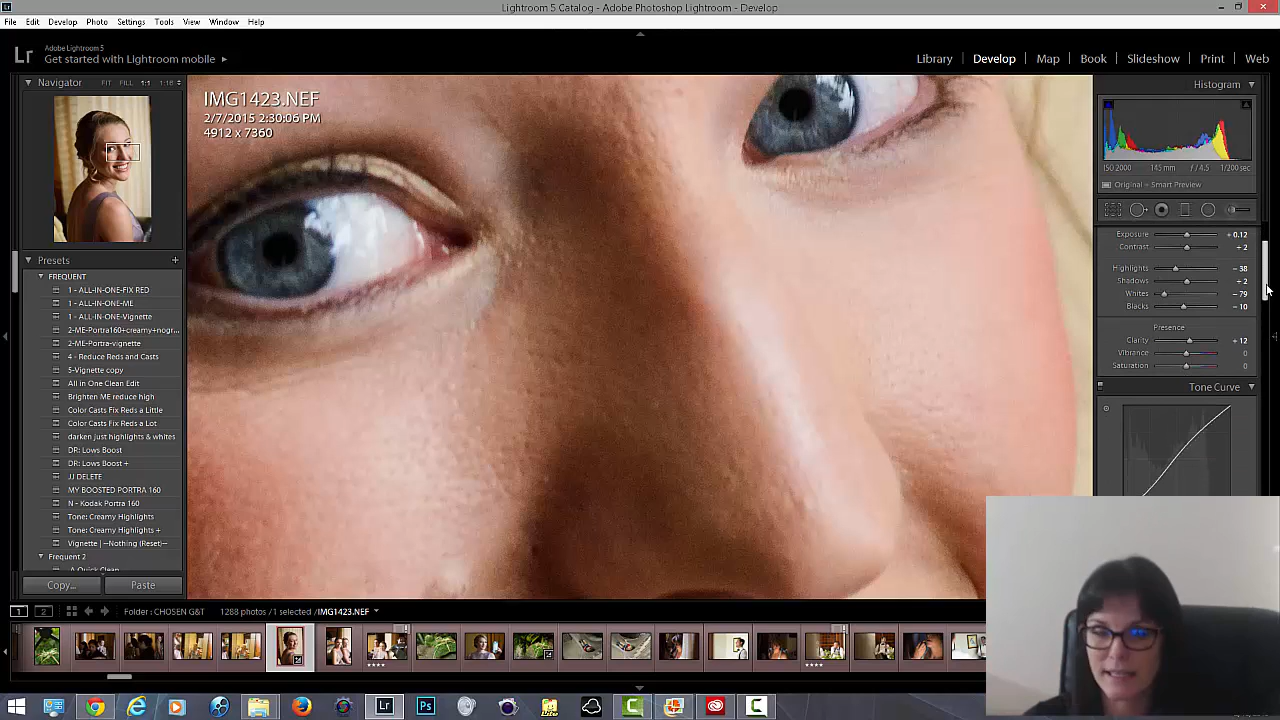 Lightroom 5 Catalog - Adobe Photoshop Lightroom - Develop
File Edit Develop Photo Settings Tools View Window Help
Lr
Adobe Lightroom 5
Get started with Lightroom mobile
Library | Develop | Map | Book | Slideshow | Print | Web
Navigator FIT FILL 1:1 1:16
Histogram
IMG1423.NEF
2/7/2015 2:30:06 PM
4912 x 7360
ISO 2000 145 mm f / 4.5 1/200 sec
Original – Smart Preview
Exposure + 0.12
Contrast + 2
Highlights – 38
Shadows + 2
Whites – 79
Blacks – 10
Presence
Clarity + 12
Vibrance 0
Saturation 0
Tone Curve
Presets +
FREQUENT
1 - ALL-IN-ONE-FIX RED
1 - ALL-IN-ONE-ME
1 - ALL-IN-ONE-Vignette
2-ME-Portra160+creamy+nogr...
2-ME-Portra-vignette
4 - Reduce Reds and Casts
5-Vignette copy
All in One Clean Edit
Brighten ME reduce high
Color Casts Fix Reds a Little
Color Casts Fix Reds a Lot
darken just highlights & whites
DR: Lows Boost
DR: Lows Boost +
JJ DELETE
MY BOOSTED PORTRA 160
N - Kodak Portra 160
Tone: Creamy Highlights
Tone: Creamy Highlights +
Vignette |--Nothing (Reset)--
Frequent 2
Copy... Paste
1 2 Folder : CHOSEN G&T 1288 photos / 1 selected / IMG1423.NEF
Lr Ps